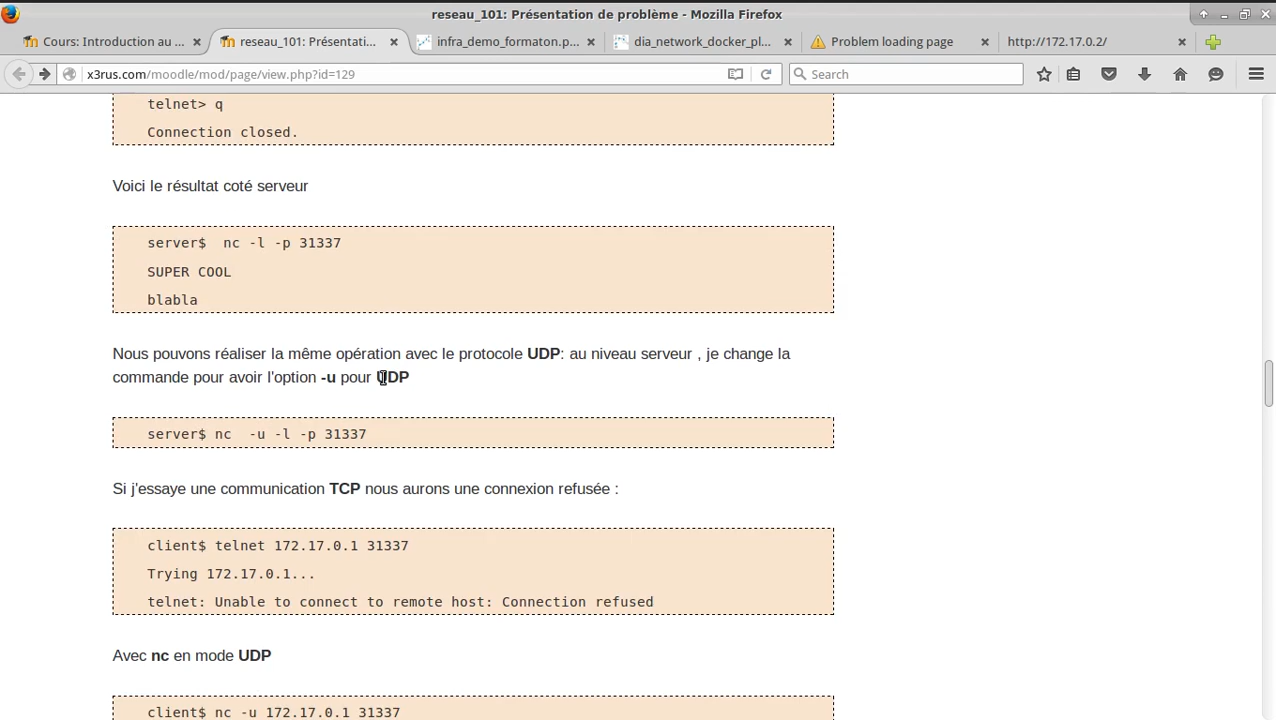 reseau_101: Présentation de problème - Mozilla Firefox
Cours: Introduction au ...
reseau_101: Présentati...
infra_demo_formaton.p...
dia_network_docker_pl...
Problem loading page
http://172.17.0.2/
x3rus.com/moodle/mod/page/view.php?id=129
Search
telnet> q
Connection closed.
Voici le résultat coté serveur
server$  nc -l -p 31337
SUPER COOL
blabla
Nous pouvons réaliser la même opération avec le protocole UDP: au niveau serveur , je change la
commande pour avoir l'option -u pour UDP
server$ nc  -u -l -p 31337
Si j'essaye une communication TCP nous aurons une connexion refusée :
client$ telnet 172.17.0.1 31337
Trying 172.17.0.1...
telnet: Unable to connect to remote host: Connection refused
Avec nc en mode UDP
client$ nc -u 172.17.0.1 31337